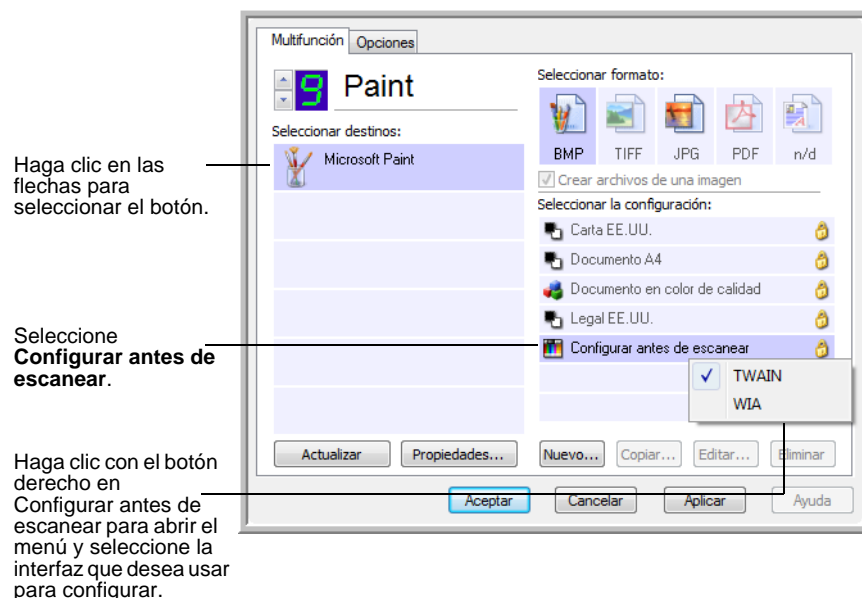 Multifunción Opciones
9 Paint
Seleccionar destinos:
Microsoft Paint
Seleccionar formato:
BMP TIFF JPG PDF n/d
Crear archivos de una imagen
Seleccionar la configuración:
Carta EE.UU.
Documento A4
Documento en color de calidad
Legal EE.UU.
Configurar antes de escanear
TWAIN
WIA
Actualizar Propiedades... Nuevo... Copiar... Editar... Eliminar
Aceptar Cancelar Aplicar Ayuda
Haga clic en las
flechas para
seleccionar el botón.
Seleccione
Configurar antes de
escanear.
Haga clic con el botón
derecho en
Configurar antes de
escanear para abrir el
menú y seleccione la
interfaz que desea usar
para configurar.